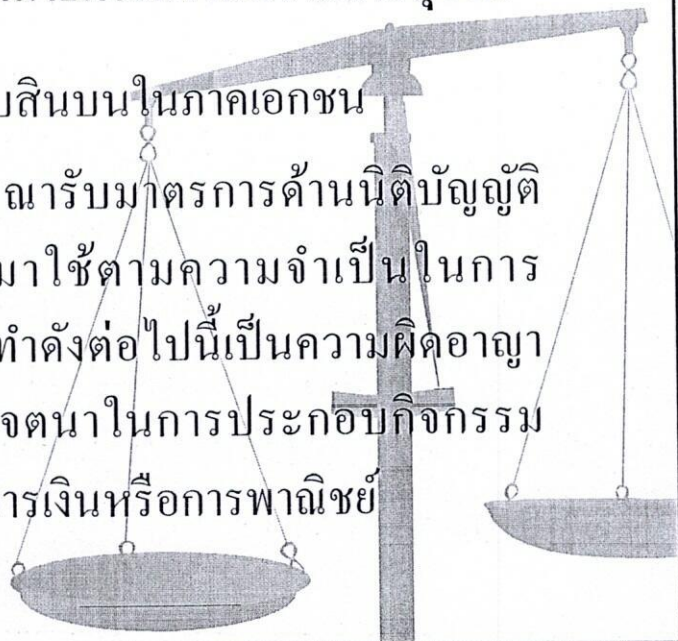 บสินบนในภาคเอกชน
ณารับมาตรการด้านนิติบัญญัติ
มาใช้ตามความจำเป็นในการ
ทำดังต่อไปนี้เป็นความผิดอาญา
จตนาในการประกอบกิจกรรม
ารเงินหรือการพาณิชย์